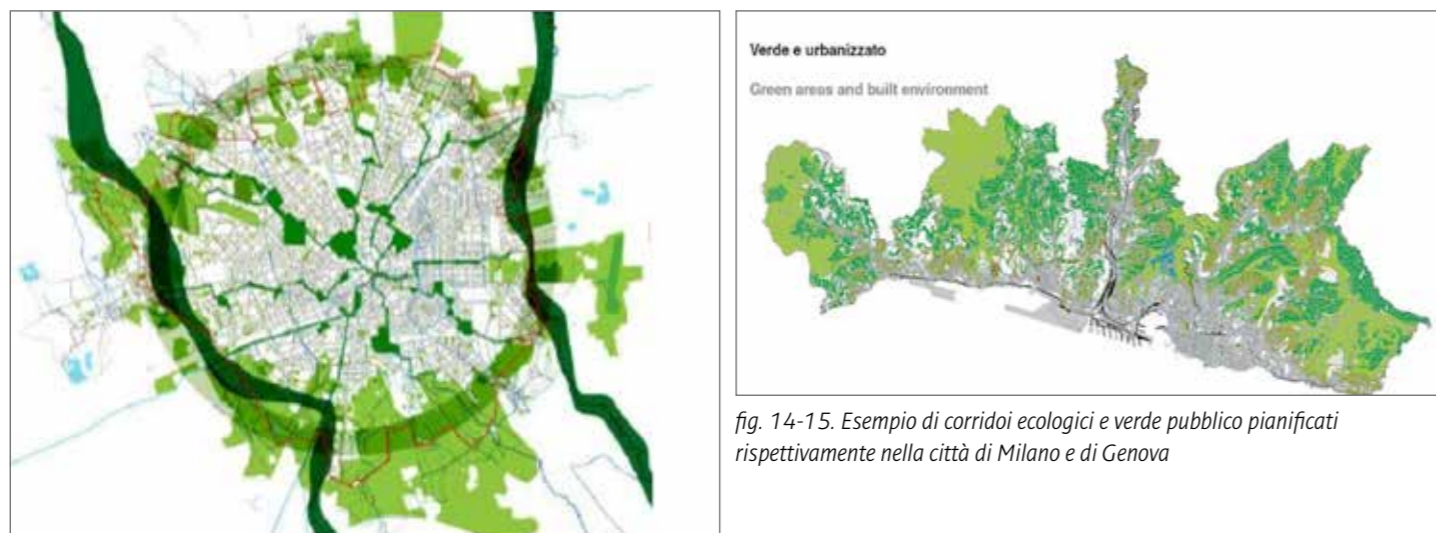 Verde e urbanizzato
Green areas and built environment
fig. 14-15. Esempio di corridoi ecologici e verde pubblico pianificati
rispettivamente nella città di Milano e di Genova